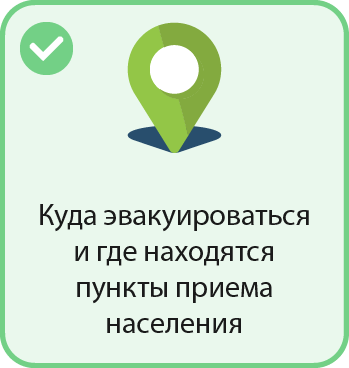 Куда эвакуироваться
и где находятся
пункты приема
населения